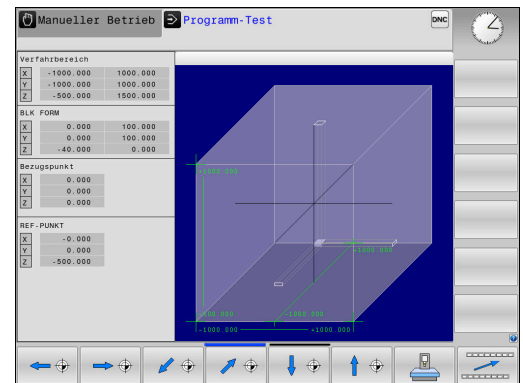 Manueller Betrieb Programm-Test DNC
Verfahrbereich
X -1000.000 1000.000
Y -1000.000 1000.000
Z -500.000 1500.000
BLK FORM
X 0.000 100.000
Y 0.000 100.000
Z -40.000 0.000
Bezugspunkt
X 0.000
Y 0.000
Z 0.000
REF-PUNKT
X -0.000
Y 0.000
Z -500.000
+1000.000
-1000.000
-1000.000
-1000.000 +1000.000